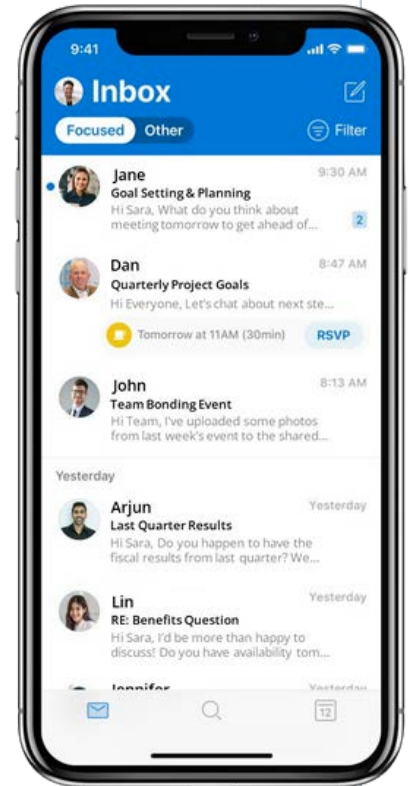 9:41
Inbox
Focused Other
Filter
Jane 9:30 AM
Goal Setting & Planning
Hi Sara, What do you think about
meeting tomorrow to get ahead of... 2
Dan 8:47 AM
Quarterly Project Goals
Hi Everyone, Let's chat about next ste...
Tomorrow at 11AM (30min) RSVP
John 8:13 AM
Team Bonding Event
Hi Team, I've uploaded some photos
from last week's event to the shared...
Yesterday
Arjun Yesterday
Last Quarter Results
Hi Sara, Do you happen to have the
fiscal results from last quarter? We...
Lin Yesterday
RE: Benefits Question
Hi Sara, I'd be more than happy to
discuss! Do you have availability tom...
Jennifer Yesterday
12